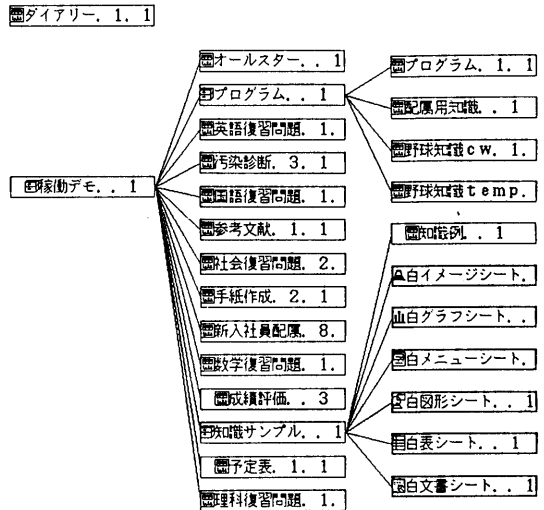 ダイアリー. 1. 1
稼働デモ. . 1
オールスター. . 1
プログラム. . 1
英語復習問題. 1.
汚染診断. 3. 1
国語復習問題. 1.
参考文献. 1. 1
社会復習問題. 2.
手紙作成. 2. 1
新入社員配属. 8.
数学復習問題. 1.
成績評価. . 3
知識サンプル. . 1
予定表. 1. 1
理科復習問題. 1.
プログラム. 1. 1
配属用知識. . 1
野球知識cw. 1.
野球知識temp.
知識例. . 1
白イメージシート.
白グラフシート. .
白メニューシート.
白図形シート. . 1
白表シート. . 1
白文書シート. . 1